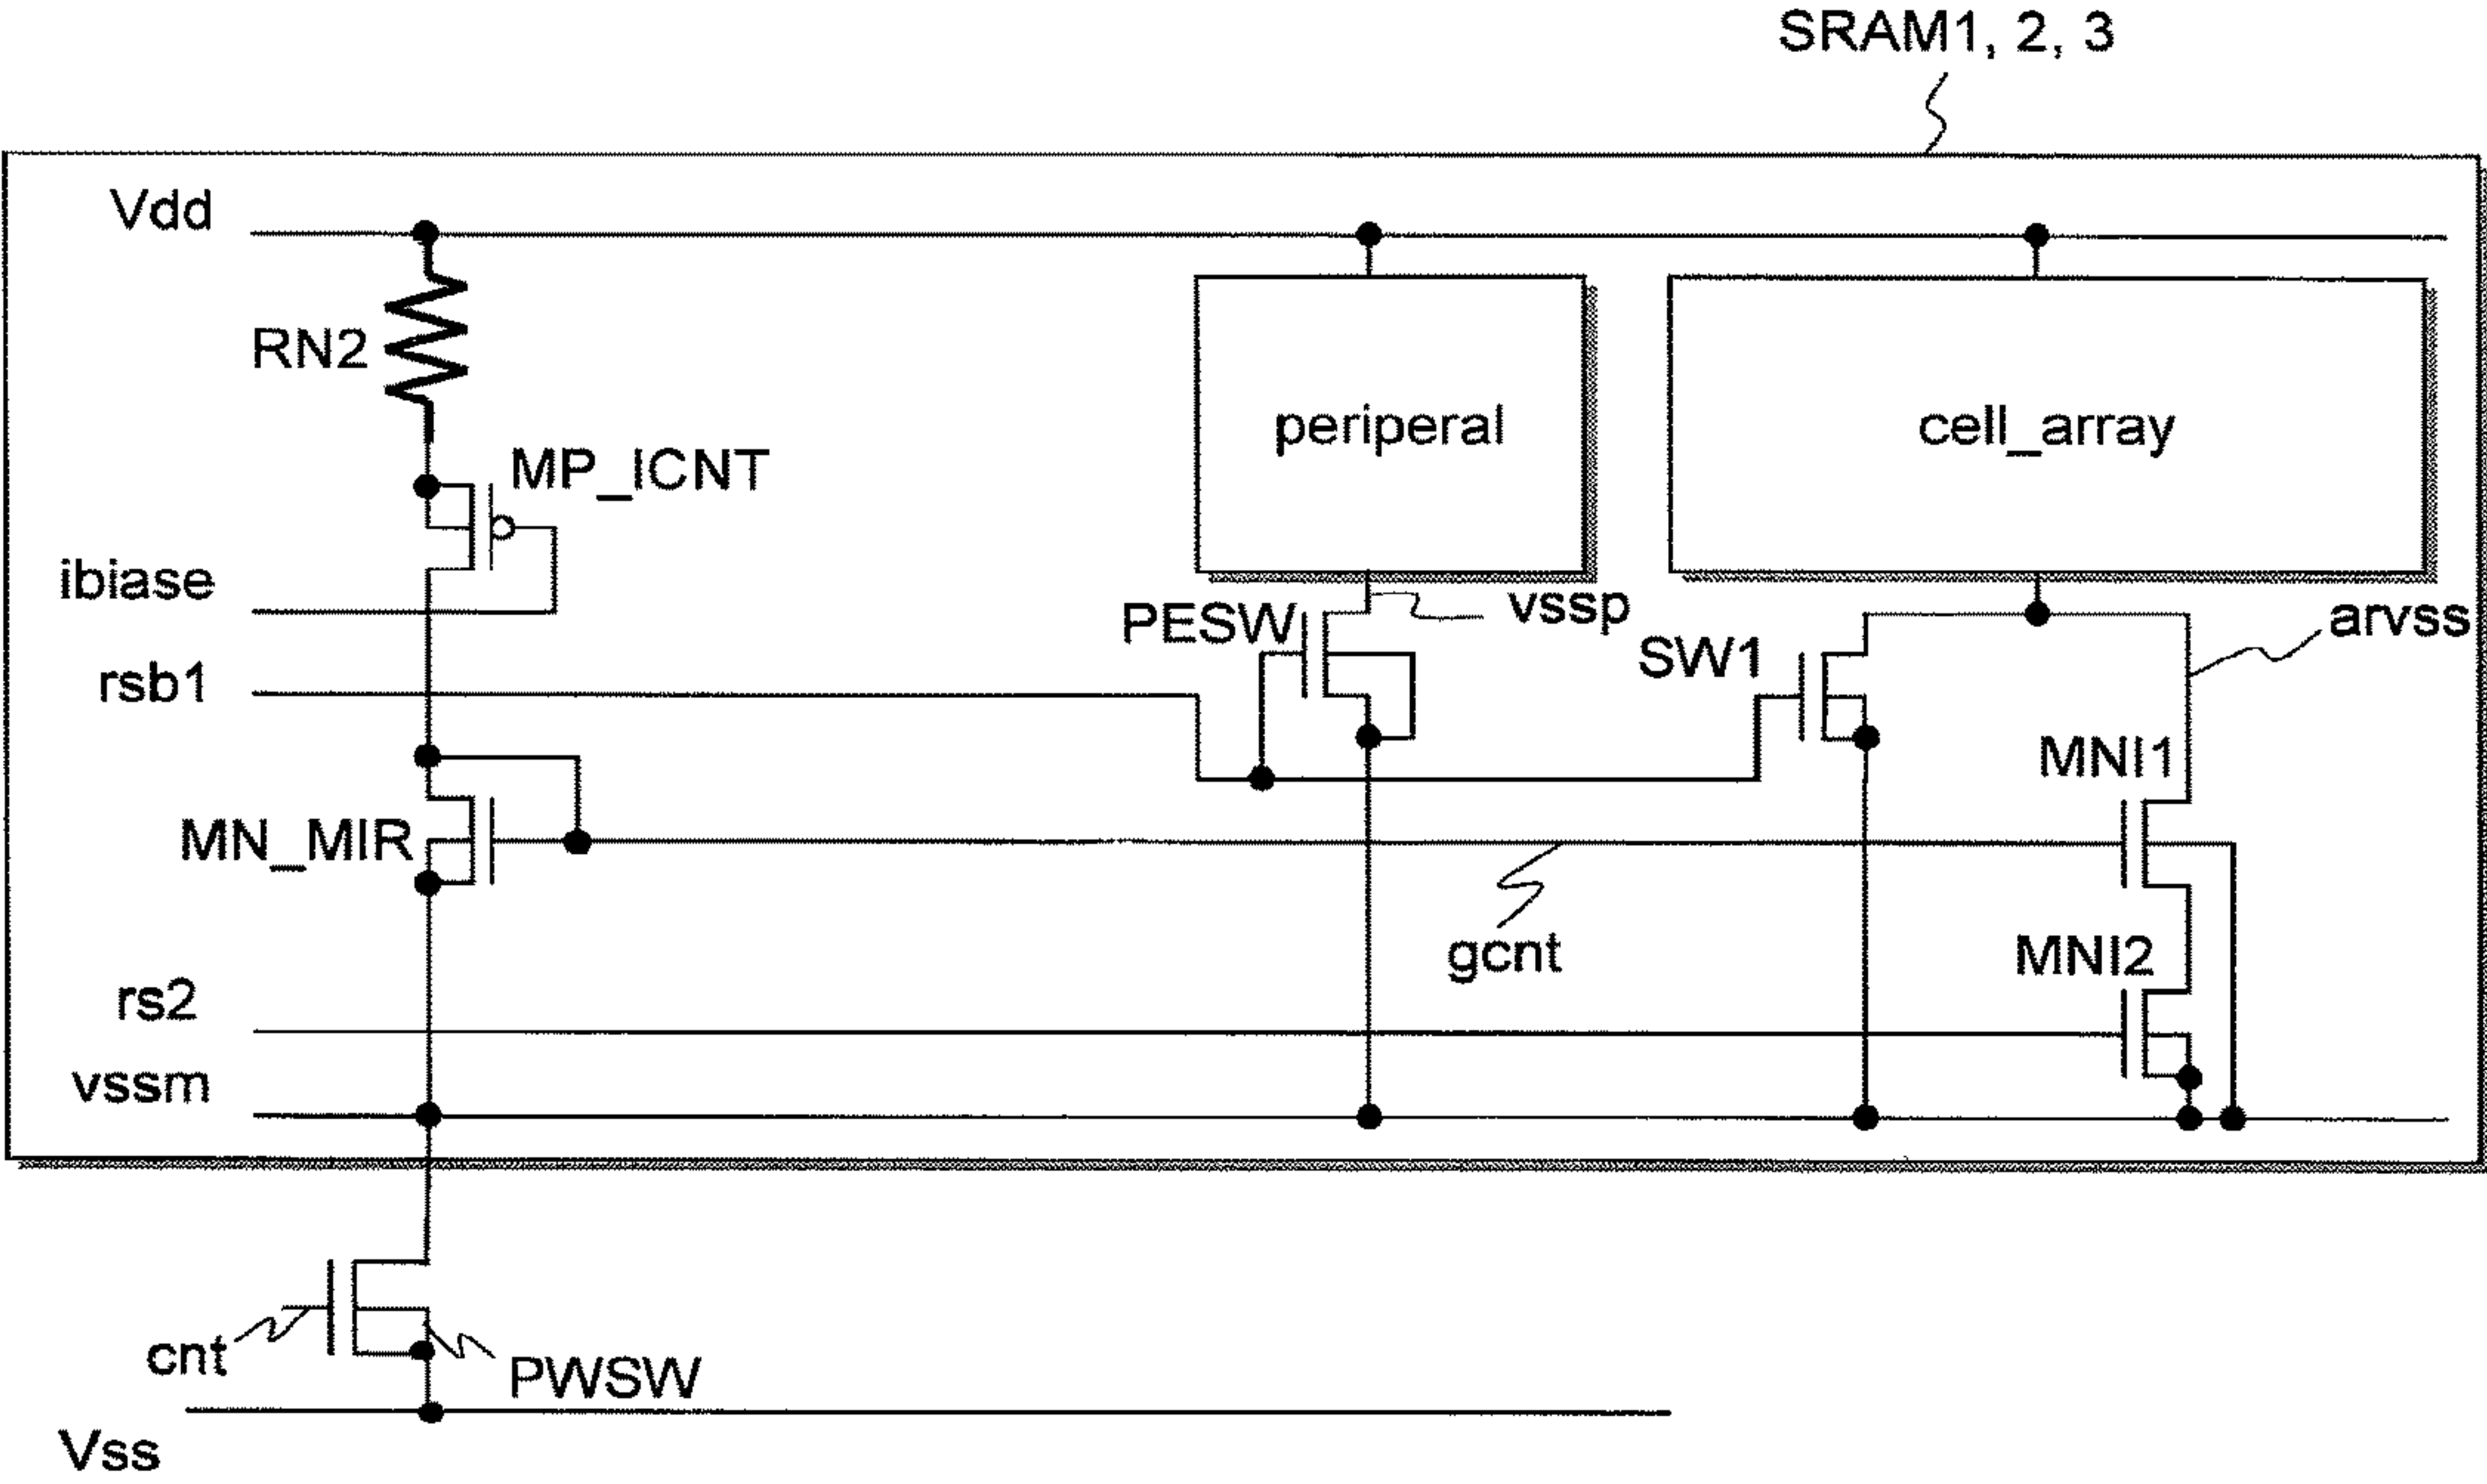 SRAM1, 2, 3
Vdd
RN2
MP_ICNT
periperal
cell_array
ibiase
PESW
vssp
SW1
arvss
rsb1
MNI1
MN_MIR
gcnt
MNI2
rs2
vssm
cnt
PWSW
Vss